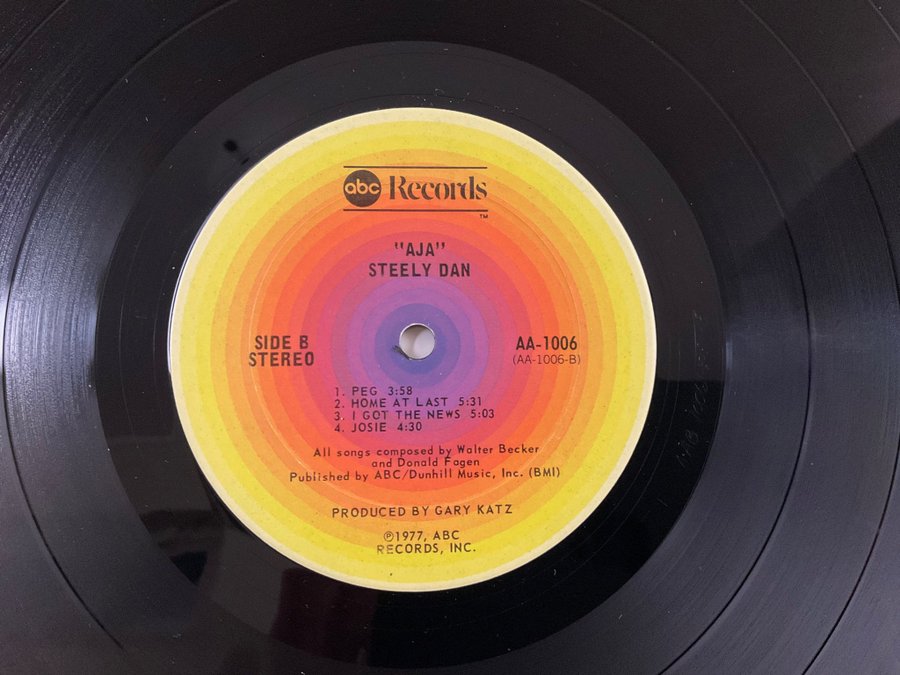 abc Records
TM
"AJA"
STEELY DAN
SIDE B
STEREO
AA-1006
(AA-1006-B)
1. PEG 3:58
2. HOME AT LAST 5:31
3. I GOT THE NEWS 5:03
4. JOSIE 4:30
All songs composed by Walter Becker
and Donald Fagen
Published by ABC/Dunhill Music, Inc. (BMI)
PRODUCED BY GARY KATZ
℗1977, ABC
RECORDS, INC.